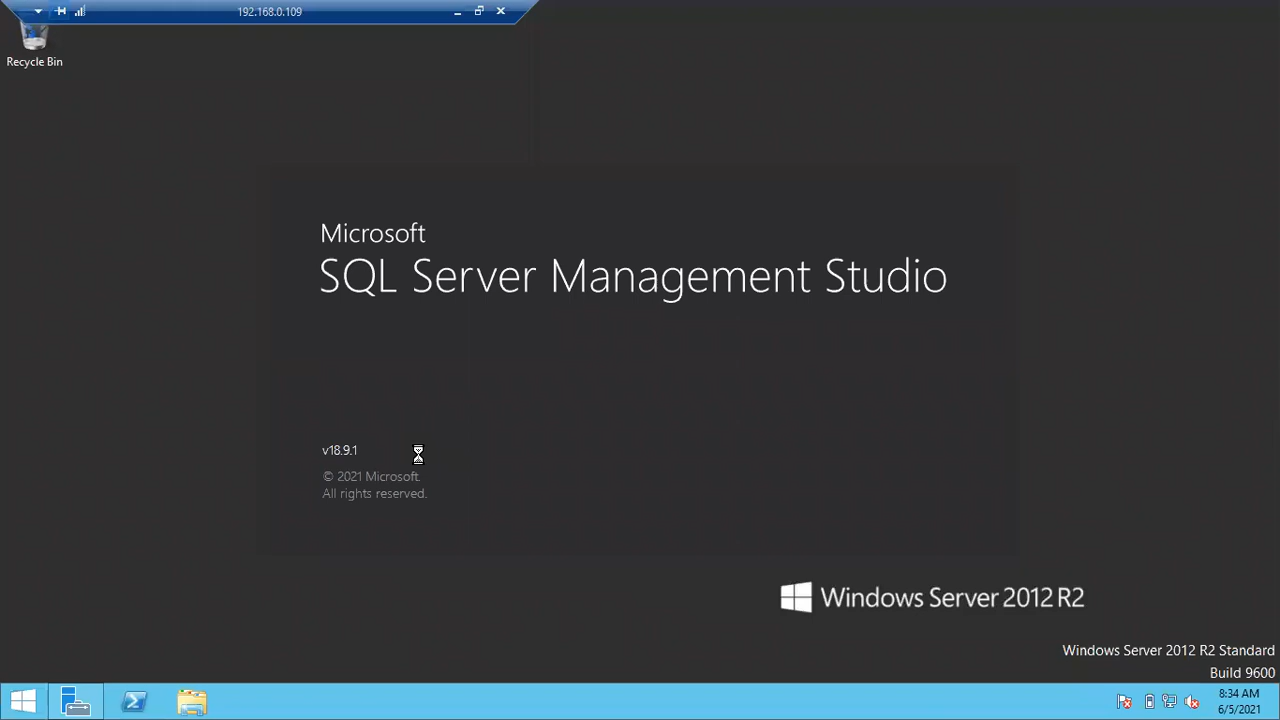 192.168.0.109
Recycle Bin
Microsoft
SQL Server Management Studio
v18.9.1
© 2021 Microsoft.
All rights reserved.
Windows Server 2012 R2
Windows Server 2012 R2 Standard
Build 9600
8:34 AM
6/5/2021